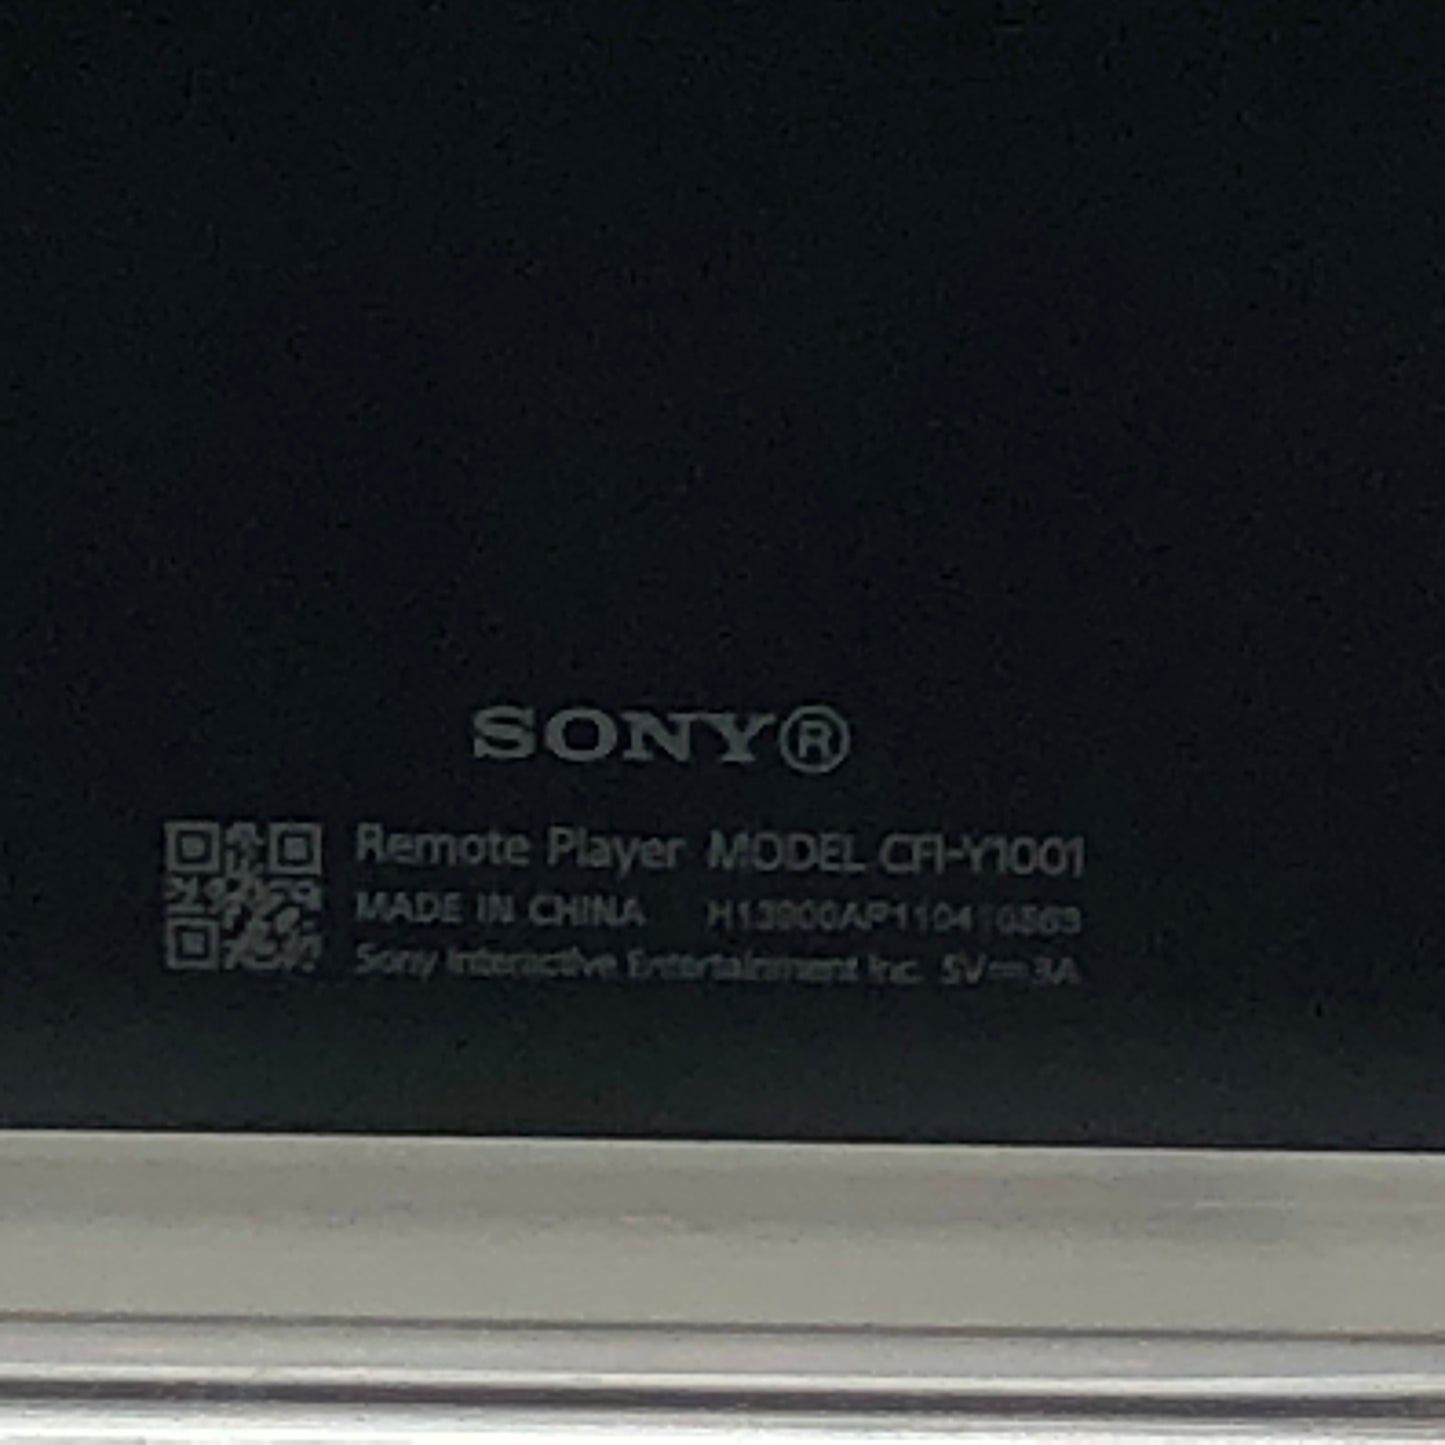 SONY®
Remote Player MODEL CFI-Y1001
MADE IN CHINA
Sony Interactive Entertainment Inc. 5V⎓3A